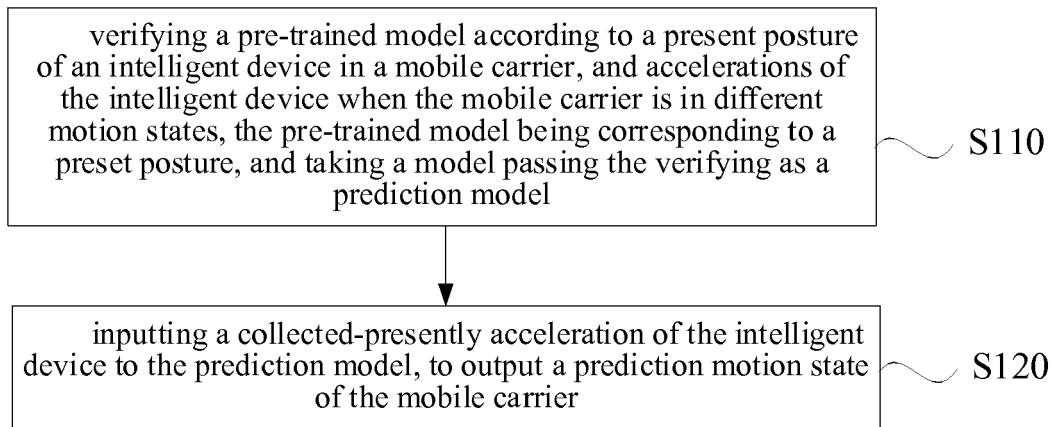 verifying a pre-trained model according to a present posture
of an intelligent device in a mobile carrier, and accelerations of
the intelligent device when the mobile carrier is in different
motion states, the pre-trained model being corresponding to a
preset posture, and taking a model passing the verifying as a
prediction model
S110
inputting a collected-presently acceleration of the intelligent
device to the prediction model, to output a prediction motion state
of the mobile carrier
S120